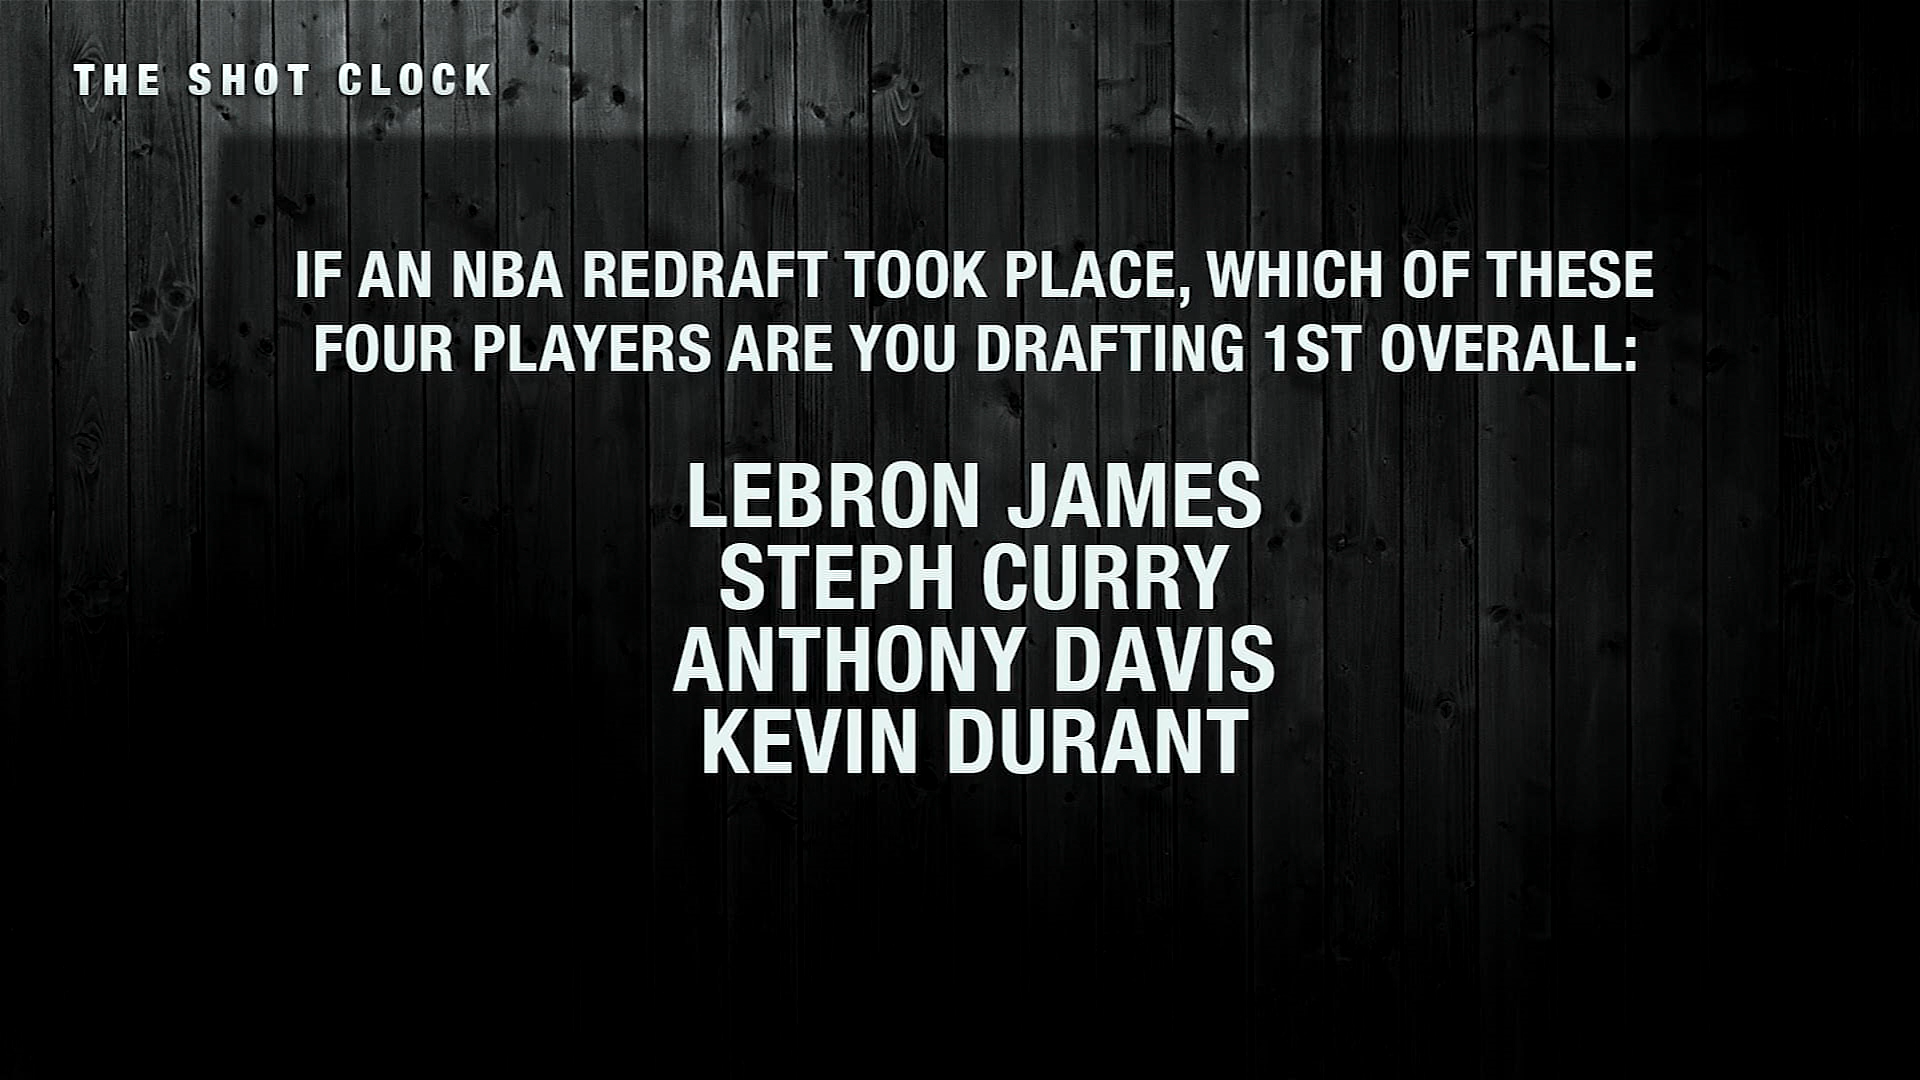 THE SHOT CLOCK
IF AN NBA REDRAFT TOOK PLACE, WHICH OF THESE
FOUR PLAYERS ARE YOU DRAFTING 1ST OVERALL:
LEBRON JAMES
STEPH CURRY
ANTHONY DAVIS
KEVIN DURANT